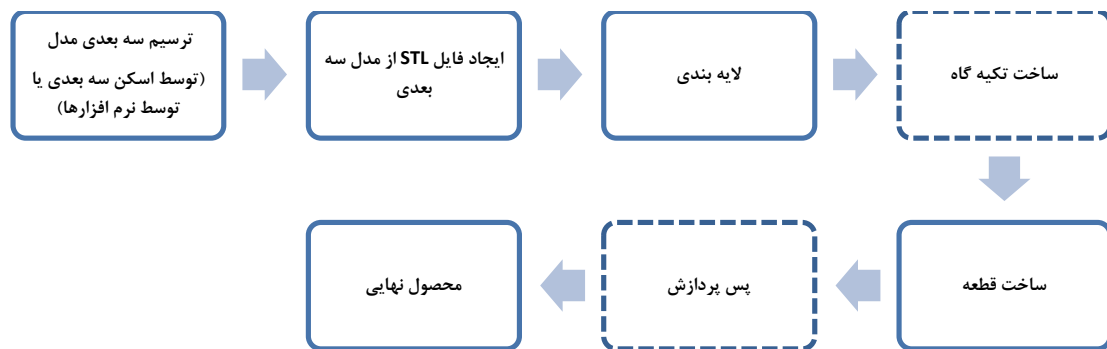 ترسیم سه بعدی مدل
(توسط اسکن سه بعدی یا
توسط نرم افزارها)
ایجاد فایل STL از مدل سه
بعدی
لایه بندی
ساخت تکیه گاه
ساخت قطعه
پس پردازش
محصول نهایی